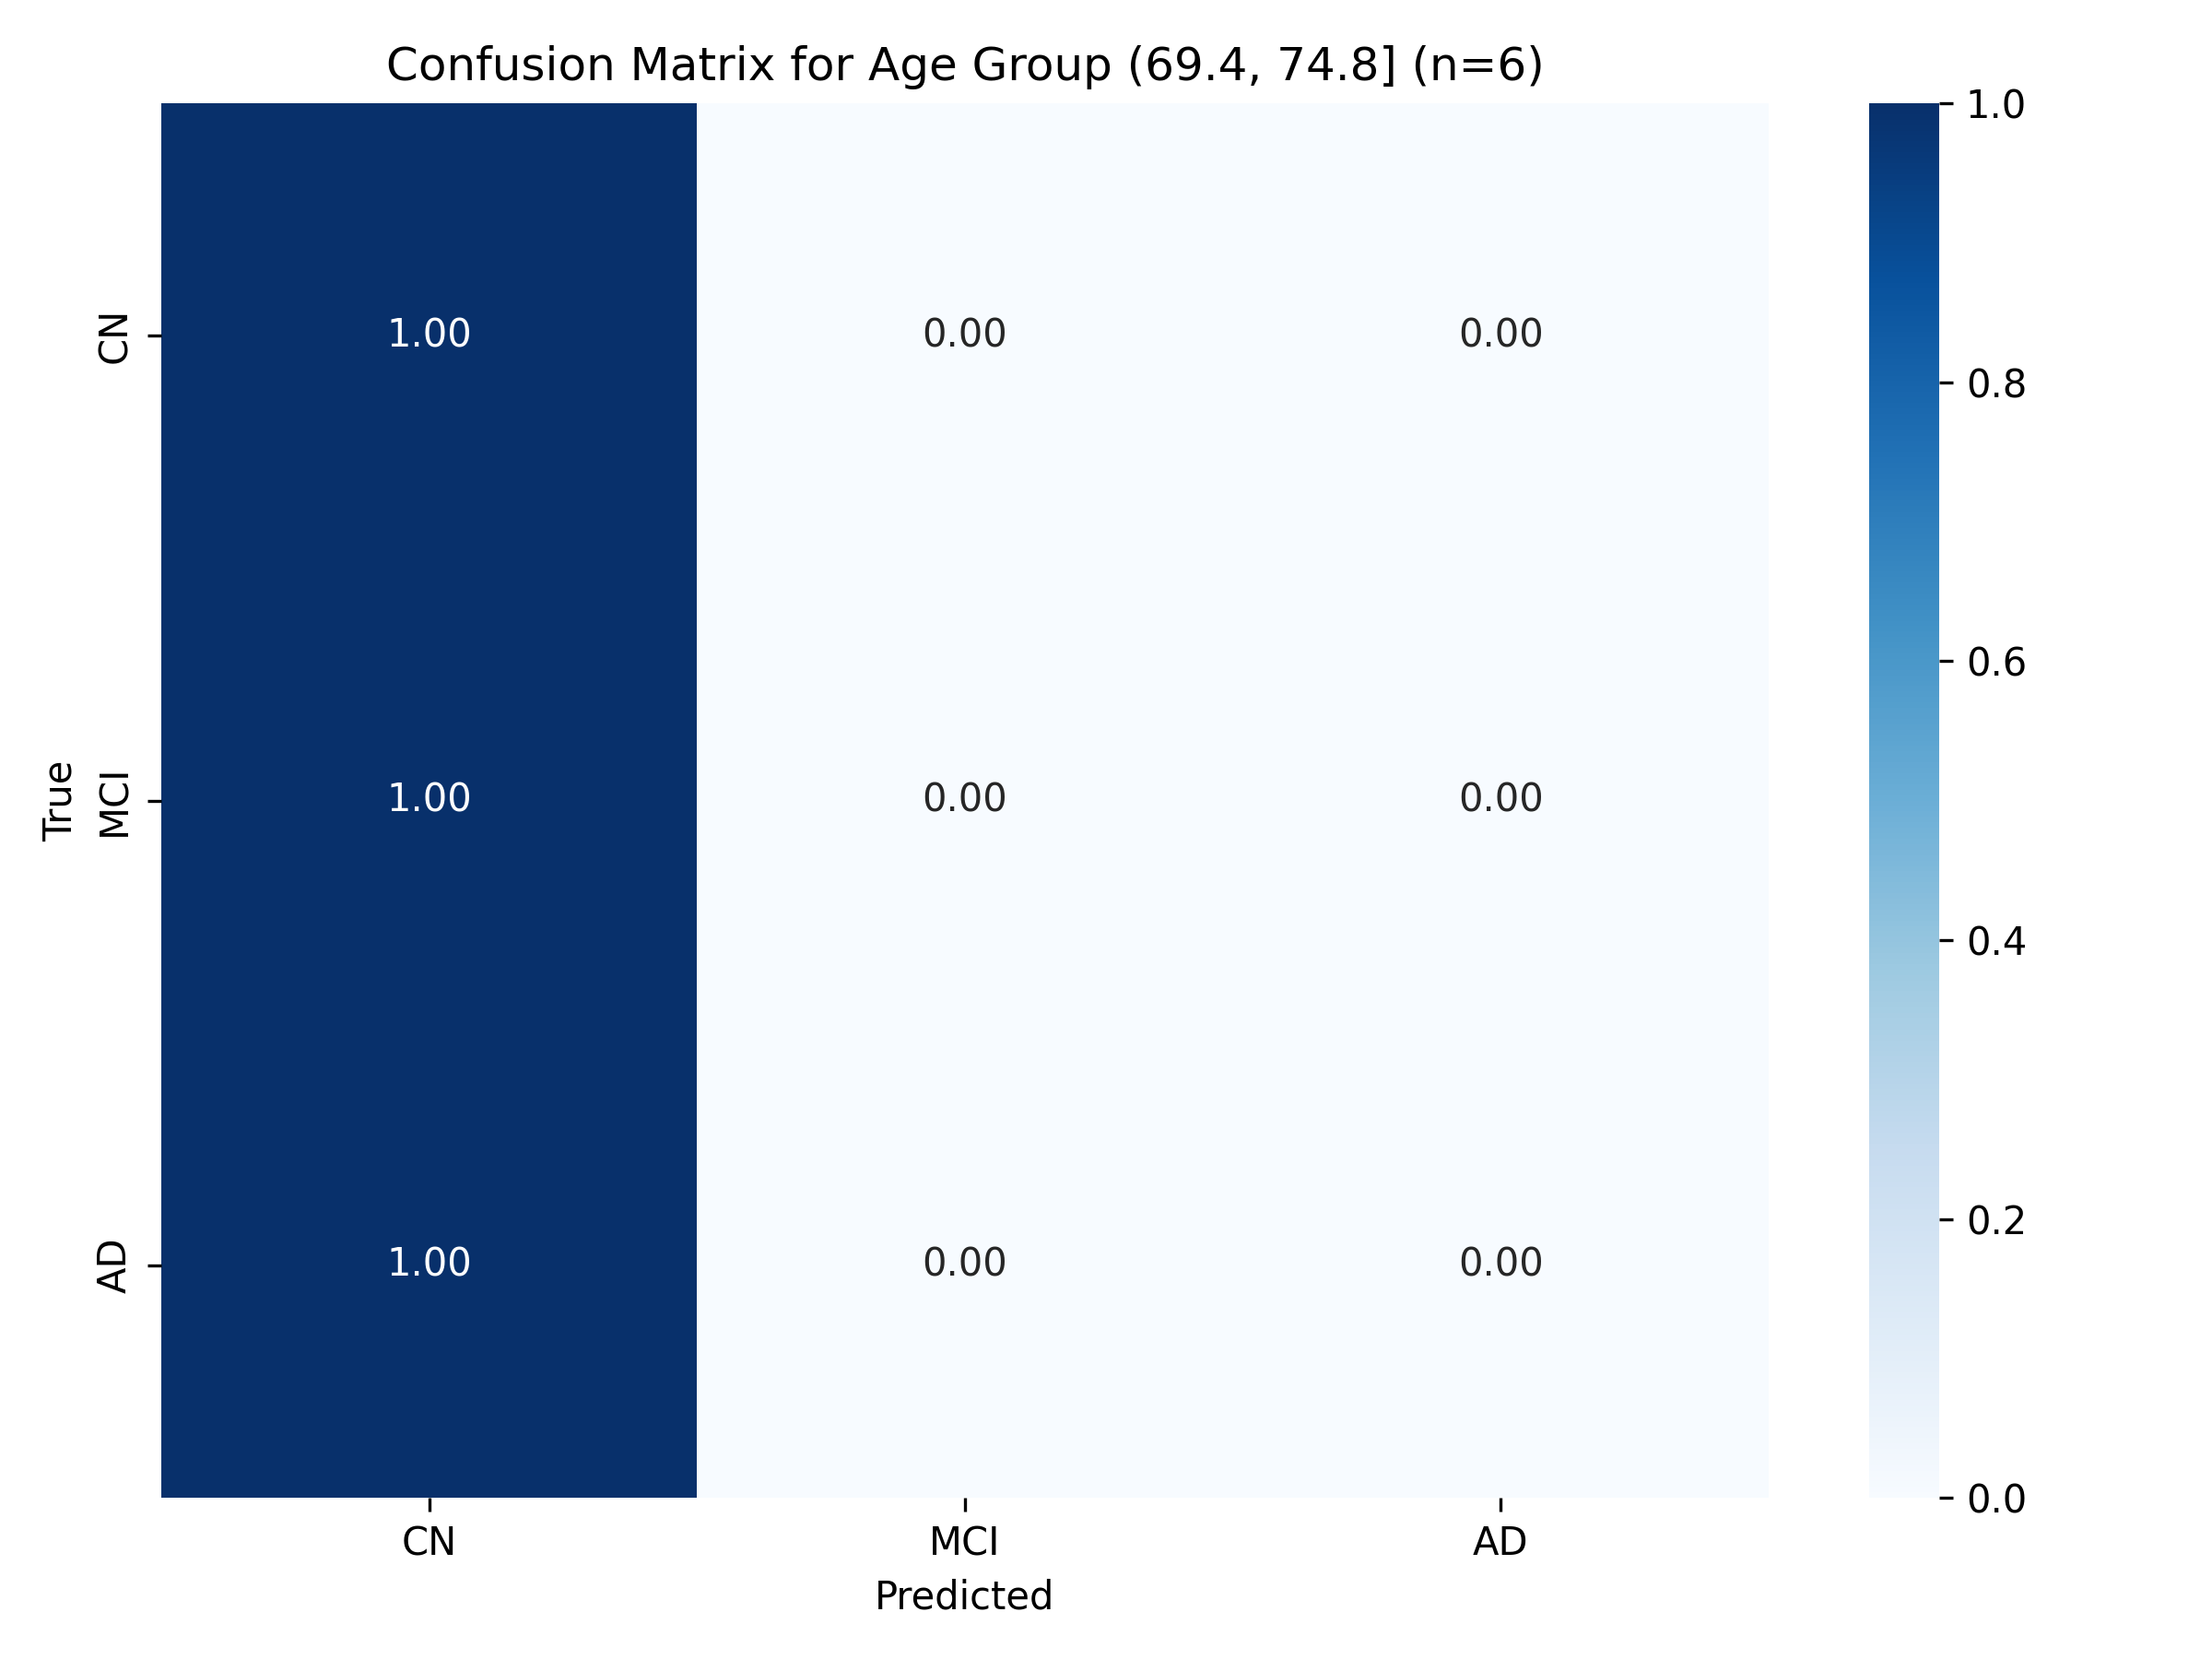 Confusion Matrix for Age Group (69.4, 74.8] (n=6)
True
CN
1.00 0.00 0.00
MCI
1.00 0.00 0.00
AD
1.00 0.00 0.00
CN MCI AD
Predicted
1.0
0.8
0.6
0.4
0.2
0.0